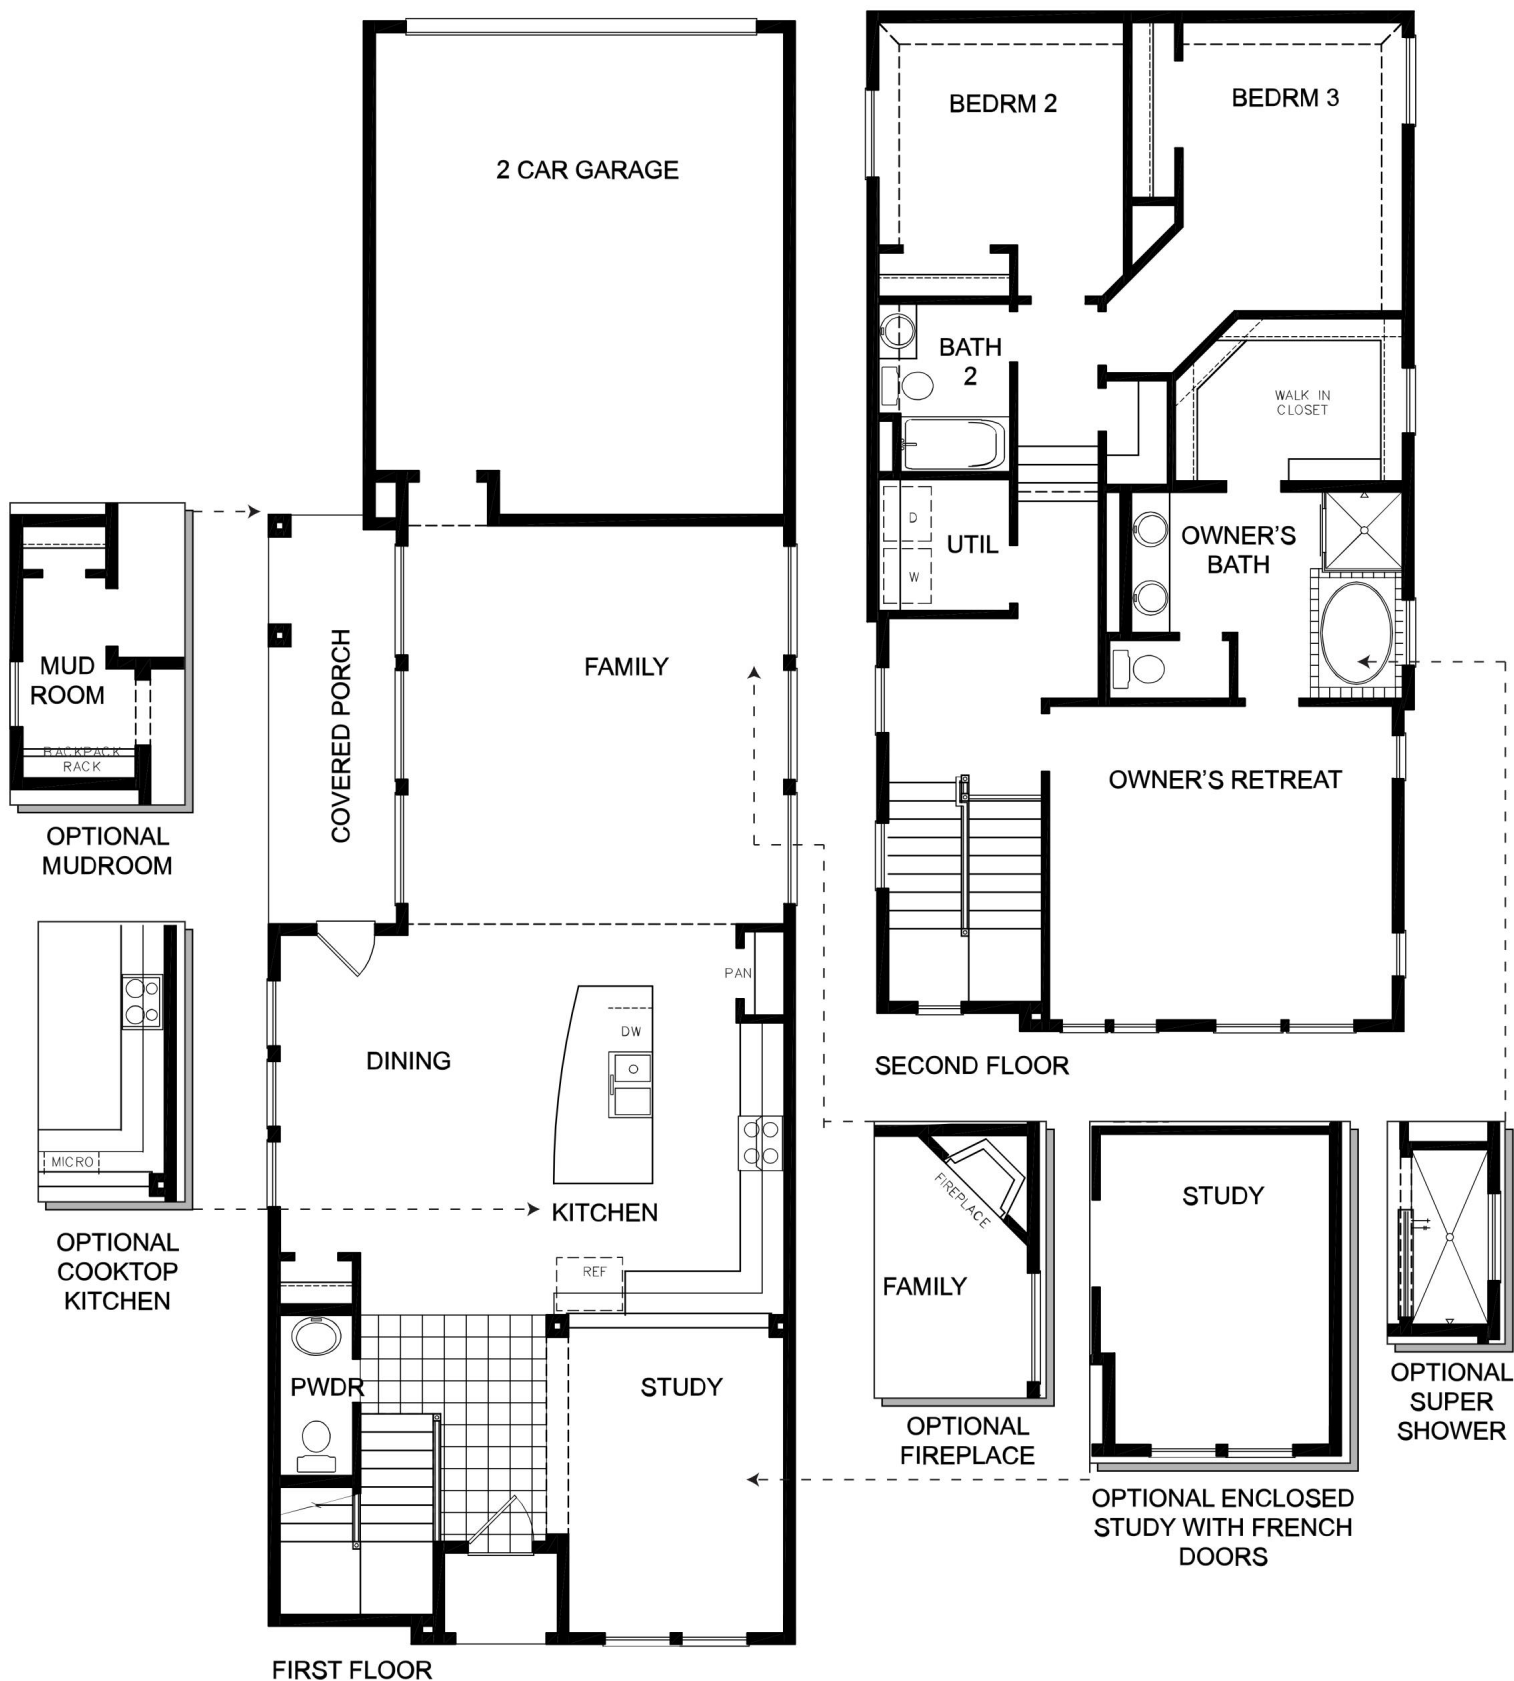 2 CAR GARAGE
COVERED PORCH
FAMILY
PAN
DW
DINING
KITCHEN
REF
PWDR
STUDY
FIRST FLOOR
MUD
ROOM
BACKPACK
RACK
OPTIONAL
MUDROOM
MICRO
OPTIONAL
COOKTOP
KITCHEN
BEDRM 2
BEDRM 3
BATH
2
WALK IN
CLOSET
D
W
UTIL
OWNER'S
BATH
OWNER'S RETREAT
SECOND FLOOR
FIREPLACE
FAMILY
OPTIONAL
FIREPLACE
STUDY
OPTIONAL ENCLOSED
STUDY WITH FRENCH
DOORS
OPTIONAL
SUPER
SHOWER